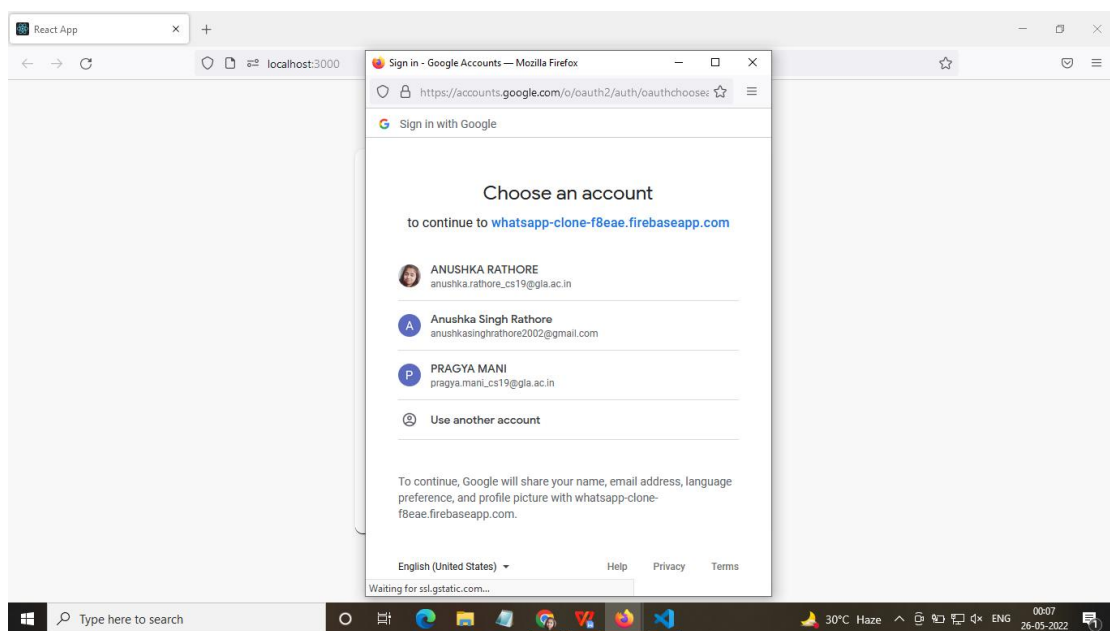 React App
localhost:3000
Sign in - Google Accounts — Mozilla Firefox
https://accounts.google.com/o/oauth2/auth/oauthchoosea
G Sign in with Google
Choose an account
to continue to whatsapp-clone-f8eae.firebaseapp.com
ANUSHKA RATHORE
anushka.rathore_cs19@gla.ac.in
A
Anushka Singh Rathore
anushkasinghrathore2002@gmail.com
P
PRAGYA MANI
pragya.mani_cs19@gla.ac.in
Use another account
To continue, Google will share your name, email address, language
preference, and profile picture with whatsapp-clone-
f8eae.firebaseapp.com.
English (United States) Help Privacy Terms
Waiting for ssl.gstatic.com...
Type here to search
30°C Haze ENG
00:07
26-05-2022